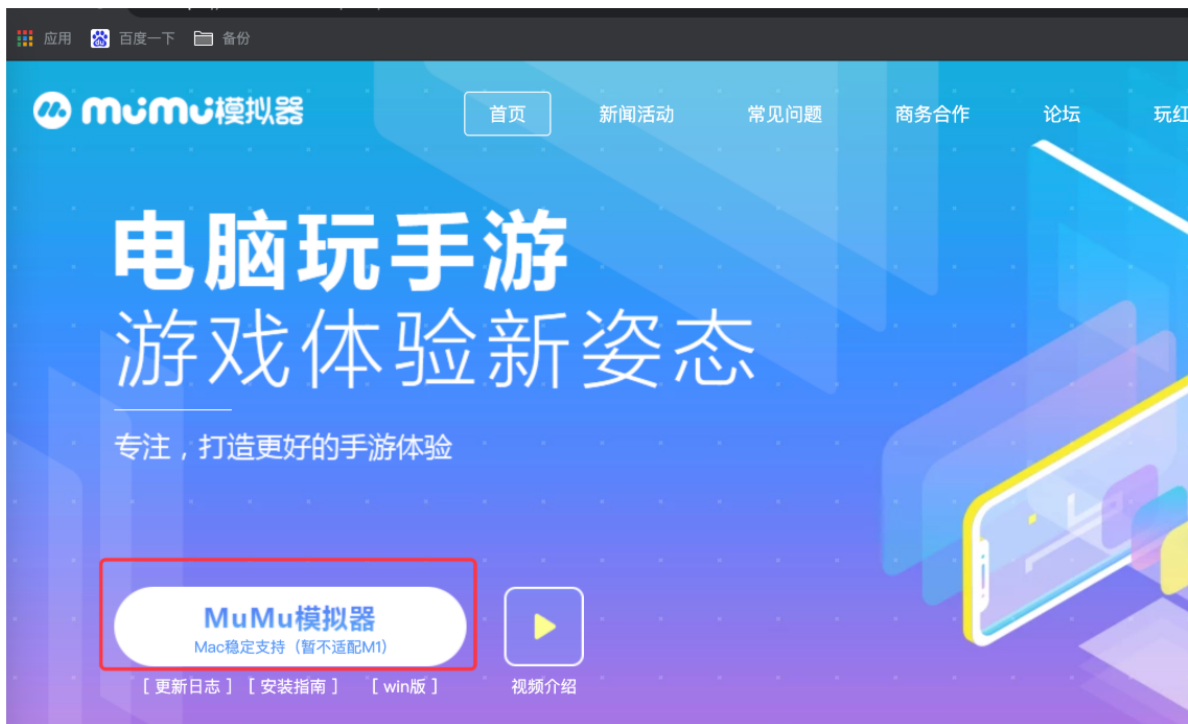 应用 百度一下 备份
mumu模拟器 首页 新闻活动 常见问题 商务合作 论坛 玩红
电脑玩手游
游戏体验新姿态
专注，打造更好的手游体验
MuMu模拟器
Mac稳定支持（暂不适配M1）
[ 更新日志 ] [ 安装指南 ] [ win版 ] 视频介绍